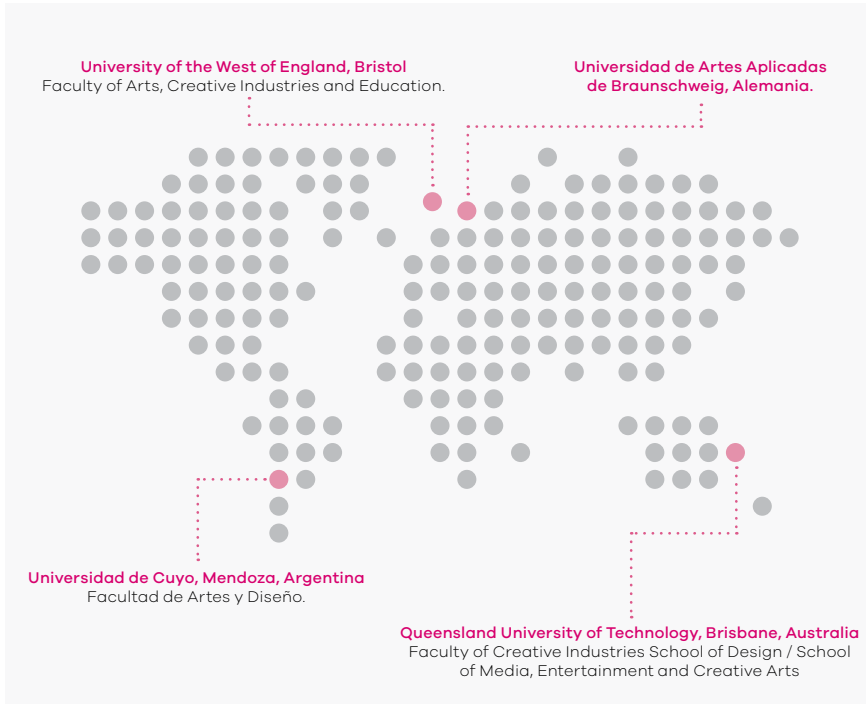 University of the West of England, Bristol
Faculty of Arts, Creative Industries and Education.
Universidad de Artes Aplicadas
de Braunschweig, Alemania.
Universidad de Cuyo, Mendoza, Argentina
Facultad de Artes y Diseño.
Queensland University of Technology, Brisbane, Australia
Faculty of Creative Industries School of Design / School
of Media, Entertainment and Creative Arts